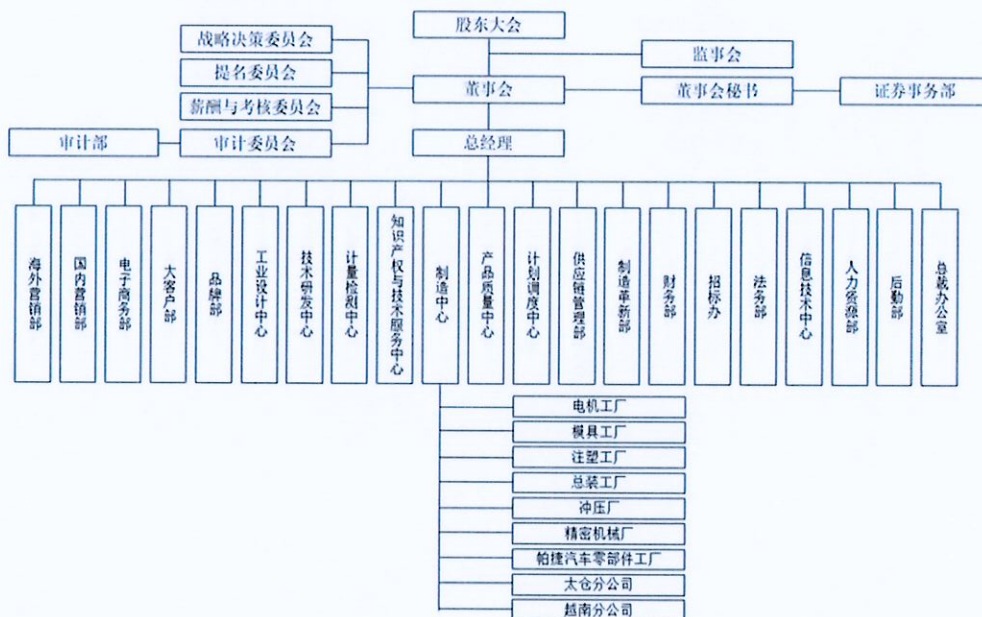 股东大会
战略决策委员会
监事会
提名委员会
董事会
董事会秘书
证券事务部
薪酬与考核委员会
审计部
审计委员会
总经理
海外营销部
国内营销部
电子商务部
大客户部
品牌部
工业设计中心
技术研发中心
计量检测中心
知识产权与技术服务中心
制造中心
产品质量中心
计划调度中心
供应链管理部
制造革新部
财务部
招标办
法务部
信息技术中心
人力资源部
后勤部
总裁办公室
电机工厂
模具工厂
注塑工厂
总装工厂
冲压厂
精密机械厂
帕捷汽车零部件工厂
太仓分公司
越南分公司